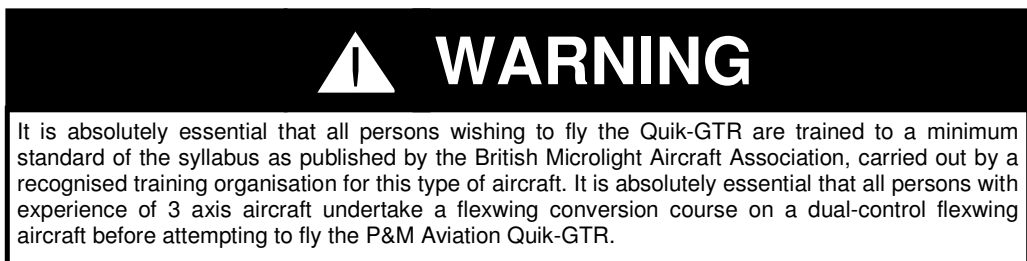 WARNING
It is absolutely essential that all persons wishing to fly the Quik-GTR are trained to a minimum
standard of the syllabus as published by the British Microlight Aircraft Association, carried out by a
recognised training organisation for this type of aircraft. It is absolutely essential that all persons with
experience of 3 axis aircraft undertake a flexwing conversion course on a dual-control flexwing
aircraft before attempting to fly the P&M Aviation Quik-GTR.